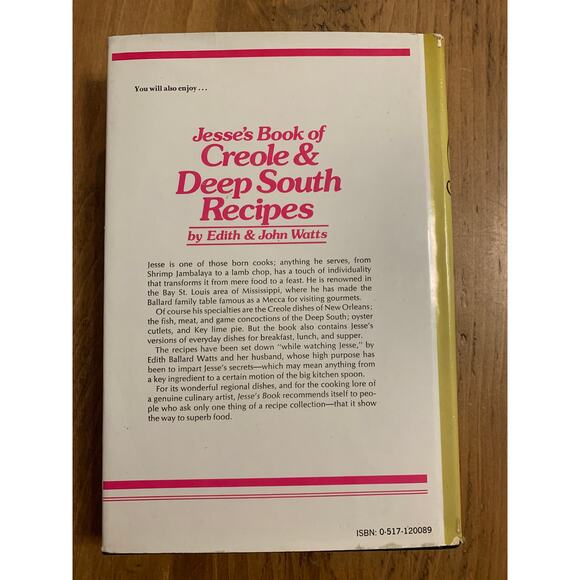 You will also enjoy...
Jesse's Book of
Creole &
Deep South
Recipes
by Edith & John Watts
Jesse is one of those born cooks; anything he serves, from
Shrimp Jambalaya to a lamb chop, has a touch of individuality
that transforms it from mere food to a feast. He is renowned in
the Bay St. Louis area of Mississippi, where he has made the
Ballard family table famous as a Mecca for visiting gourmets.
Of course his specialties are the Creole dishes of New Orleans;
the fish, meat, and game concoctions of the Deep South; oyster
cutlets, and Key lime pie. But the book also contains Jesse's
versions of everyday dishes for breakfast, lunch, and supper.
The recipes have been set down "while watching Jesse," by
Edith Ballard Watts and her husband, whose high purpose has
been to impart Jesse's secrets—which may mean anything from
a key ingredient to a certain motion of the big kitchen spoon.
For its wonderful regional dishes, and for the cooking lore of
a genuine culinary artist, Jesse's Book recommends itself to peo-
ple who ask only one thing of a recipe collection—that it show
the way to superb food.
ISBN: 0-517-120089